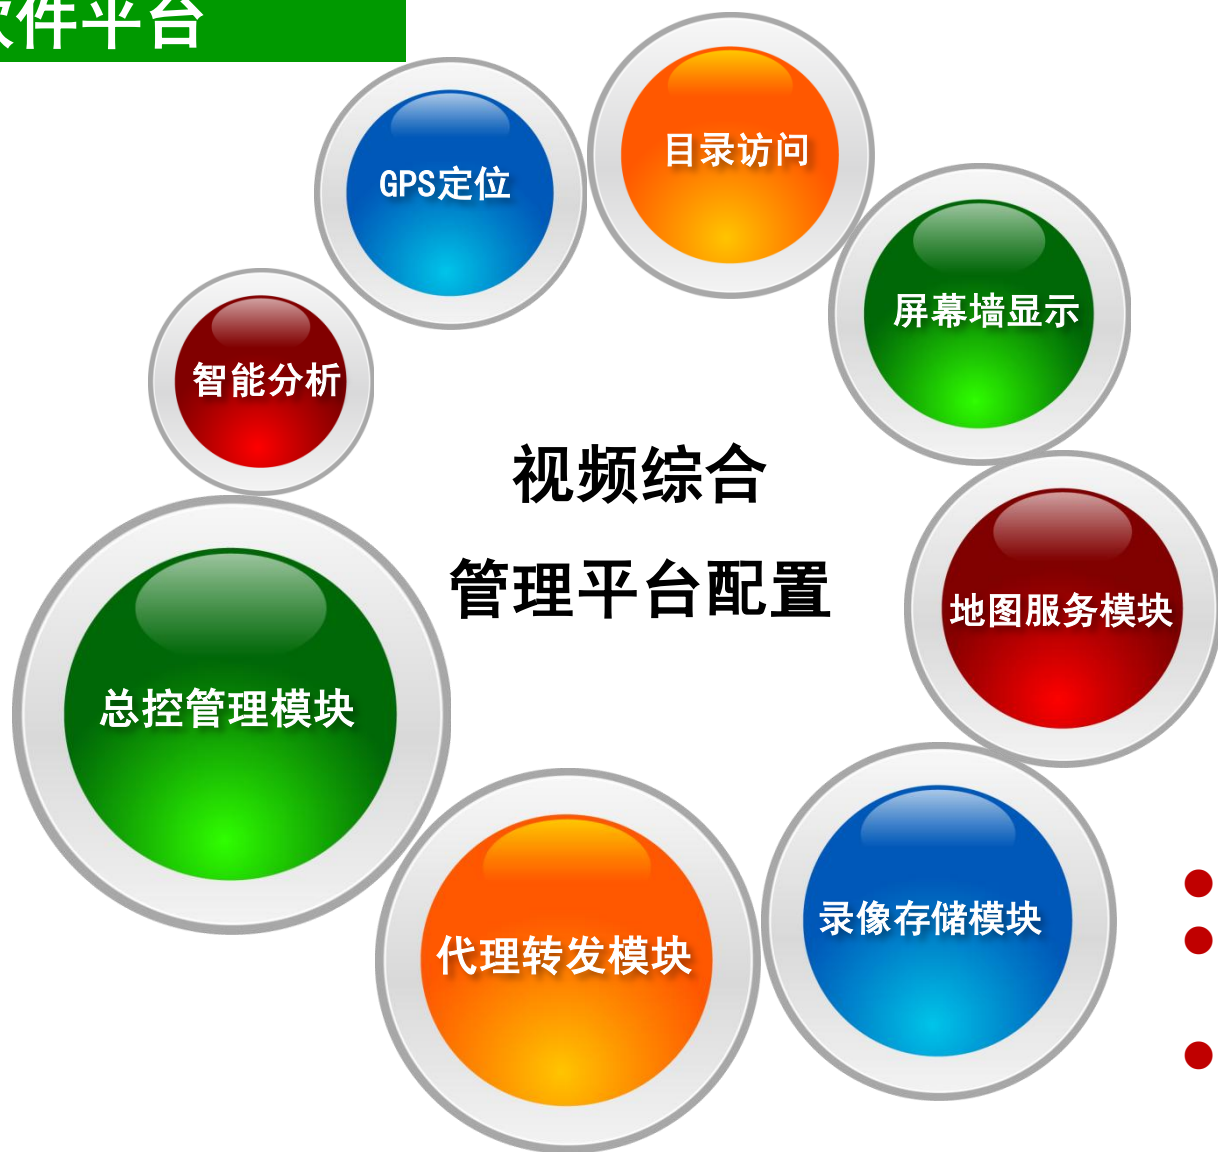 软件平台
目录访问
GPS定位
屏幕墙显示
智能分析
视频综合
管理平台配置
地图服务模块
总控管理模块
录像存储模块
代理转发模块